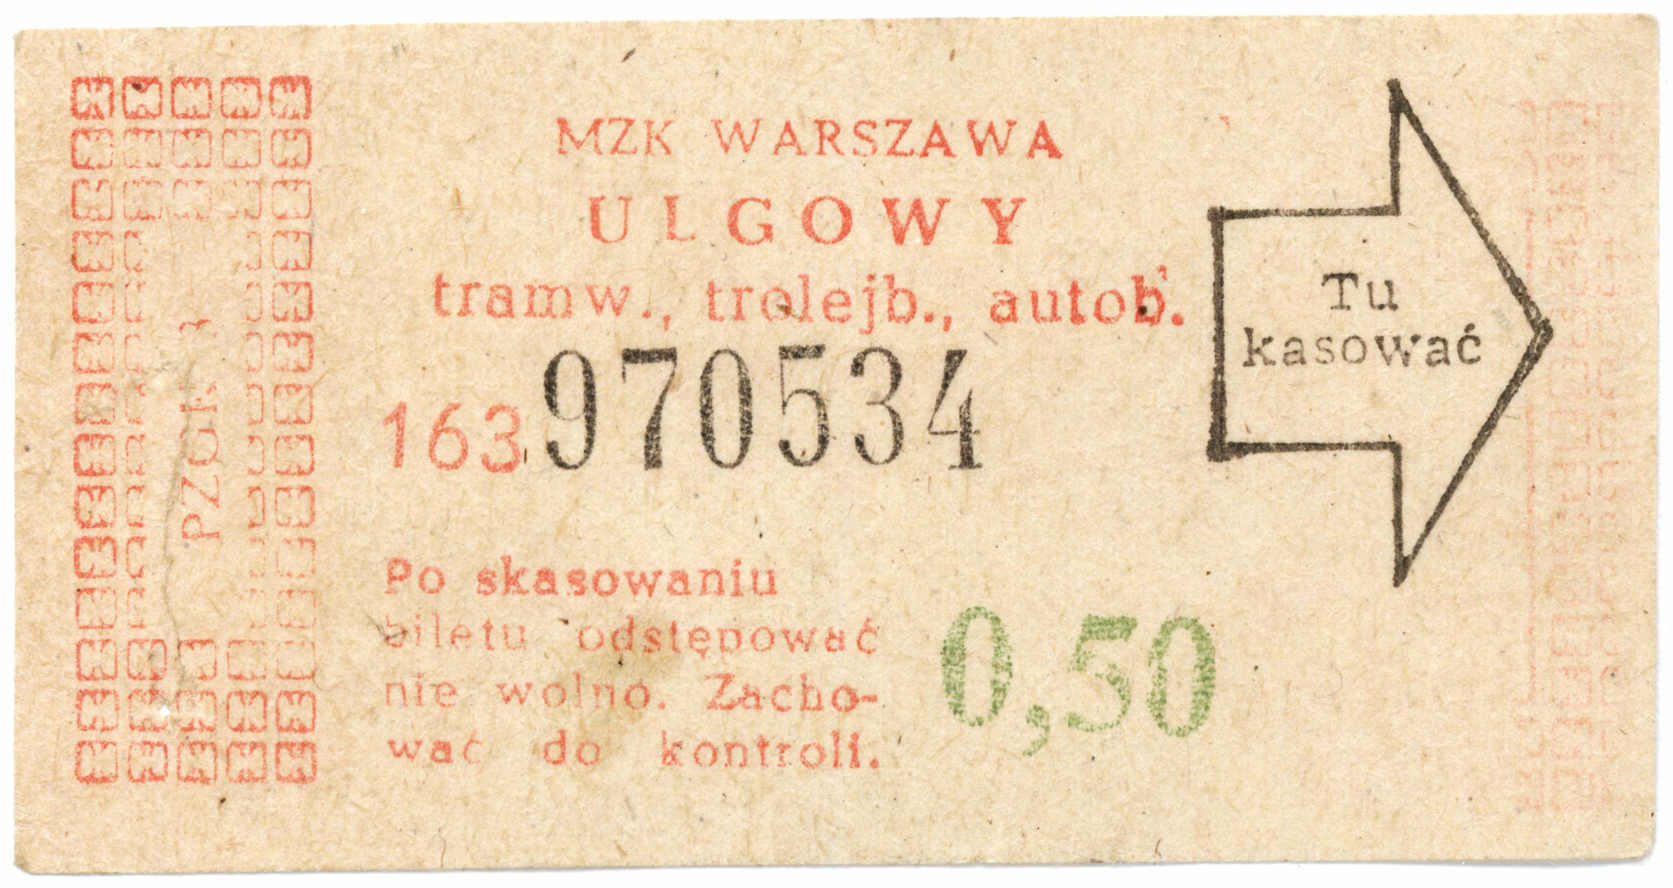 MZK WARSZAWA
ULGOWY
tramw., trolejb., autob.
163 970534
Tu
kasować
PZGK 3
Po skasowaniu
biletu odstępować
nie wolno. Zacho-
wać do kontroli.
0,50